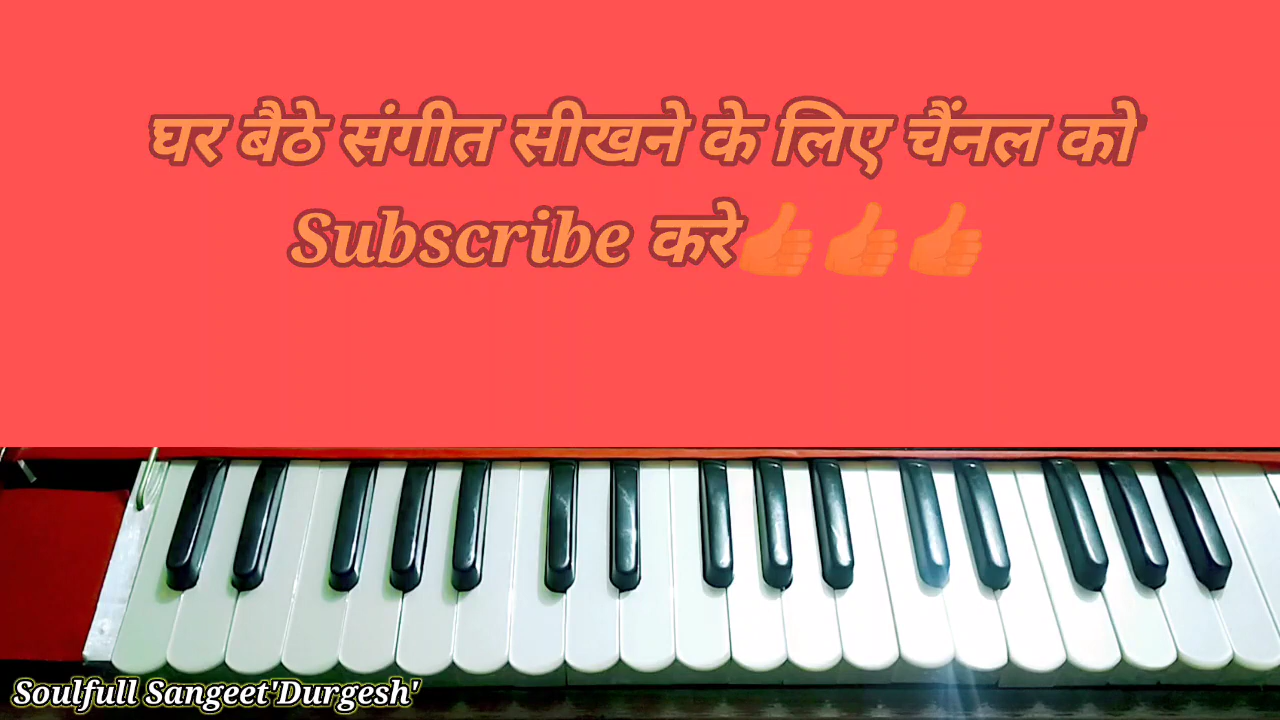 घर बैठे संगीत सीखने के लिए चैंनल को
Subscribe करे👍👍👍
Soulfull Sangeet'Durgesh'